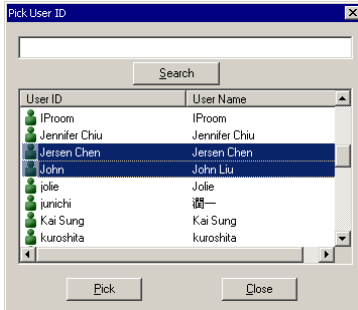 Pick User ID
Search
User ID User Name
IProom IProom
Jennifer Chiu Jennifer Chiu
Jersen Chen Jersen Chen
John John Liu
jolie Jolie
junichi 潤一
Kai Sung Kai Sung
kuroshita kuroshita
Pick Close